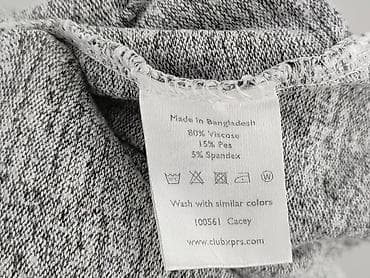 Made in Bangladesh
80% Viscose
15% Pes
5% Spandex
W
Wash with similar colors
100561 Cacey
www.clubxprs.com